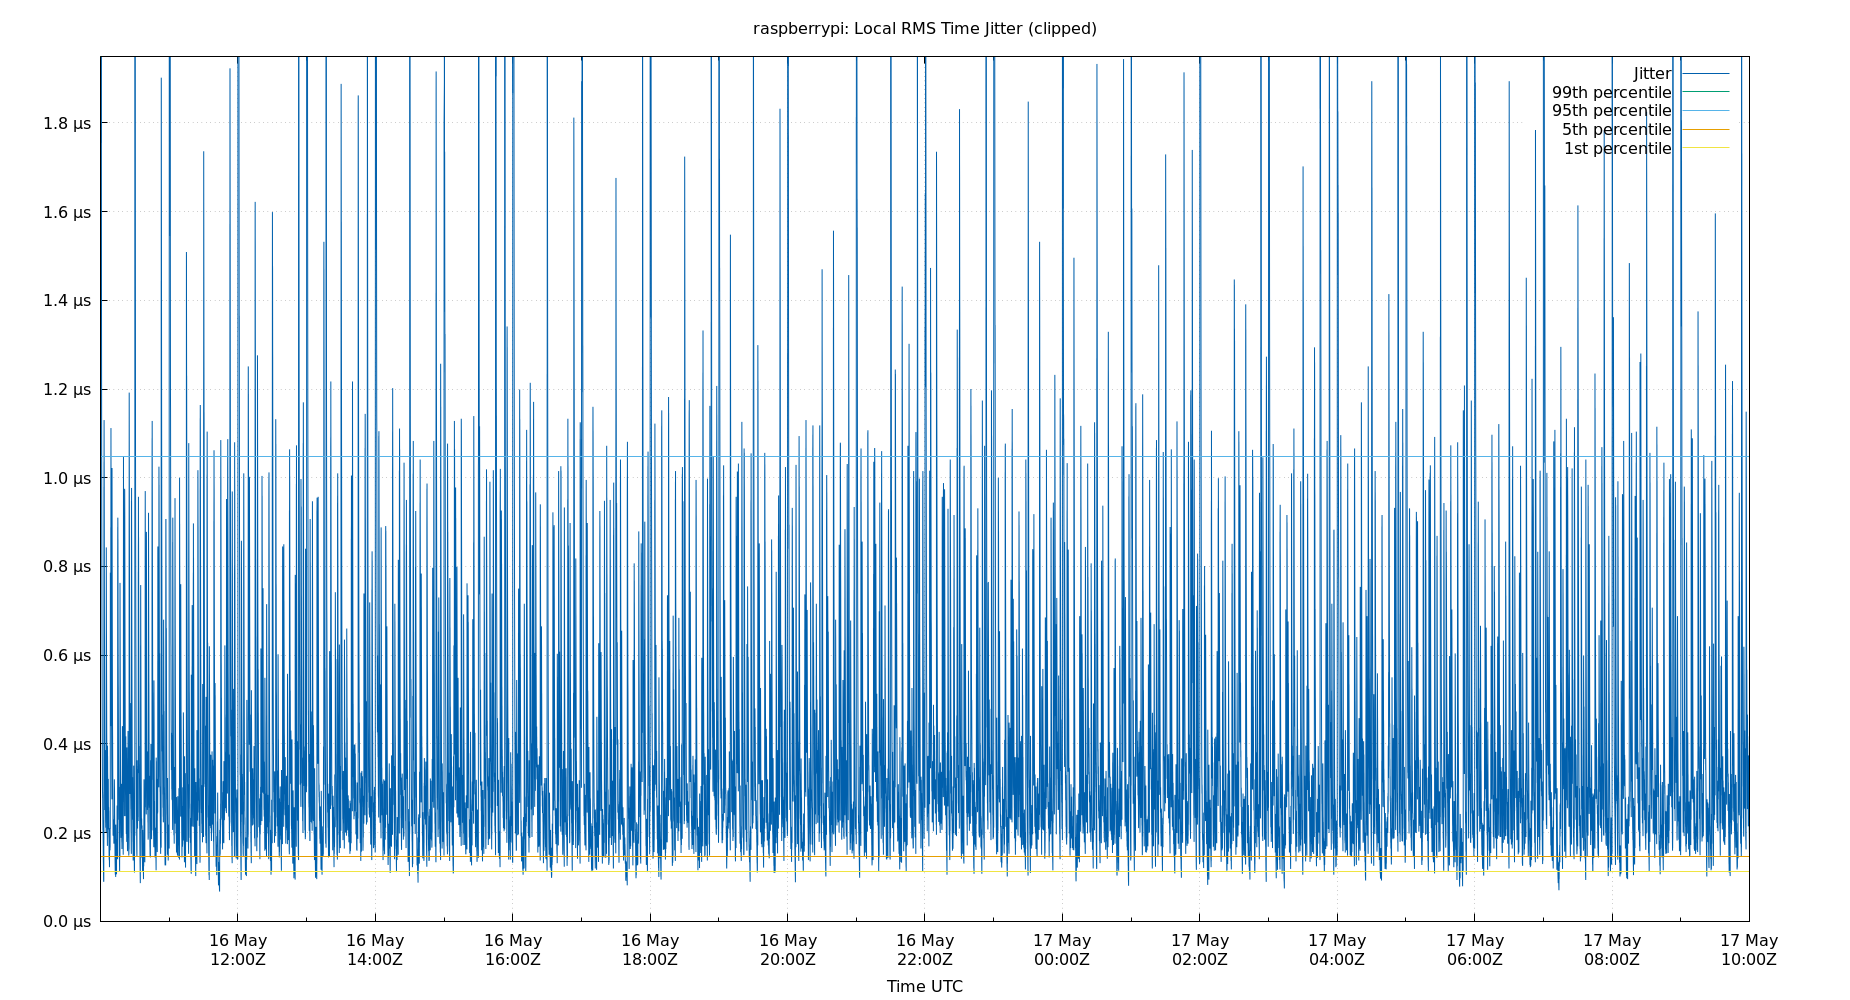 raspberrypi: Local RMS Time Jitter (clipped)
Jitter
99th percentile
95th percentile
5th percentile
1st percentile
1.8 µs
1.6 µs
1.4 µs
1.2 µs
1.0 µs
0.8 µs
0.6 µs
0.4 µs
0.2 µs
0.0 µs
16 May 16 May 16 May 16 May 16 May 16 May 17 May 17 May 17 May 17 May 17 May 17 May
12:00Z 14:00Z 16:00Z 18:00Z 20:00Z 22:00Z 00:00Z 02:00Z 04:00Z 06:00Z 08:00Z 10:00Z
Time UTC